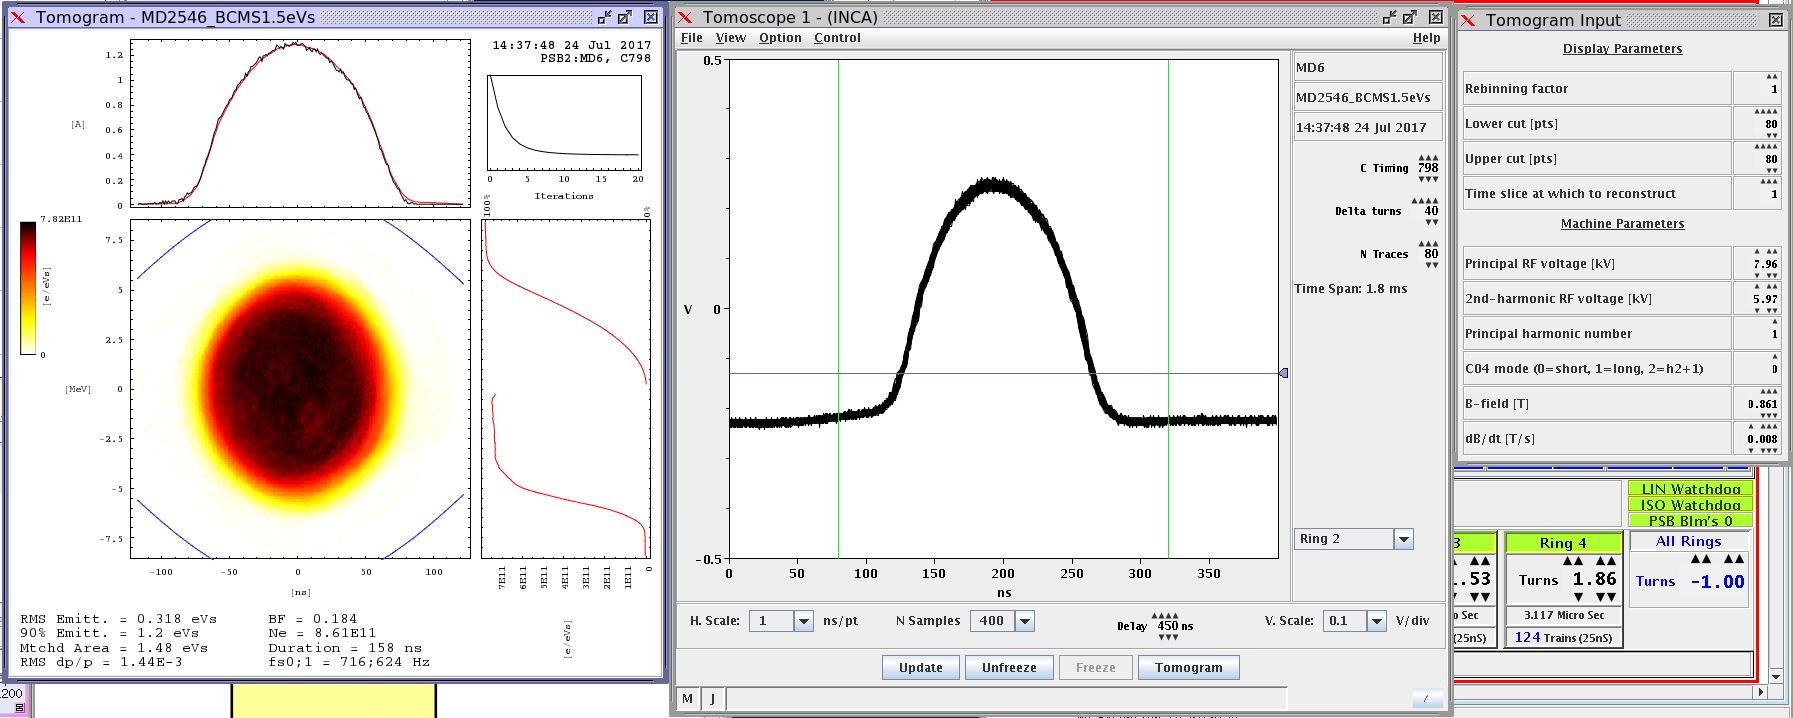 Tomogram - MD2546_BCMS1.5eVs
14:37:48 24 Jul 2017
PSB2:MD6, C798
1.2
1
0.8
[A]
0.6
0.4
0.2
0
0 5 10 15 20
Iterations
100%
0%
7.82E11
[e/eVs]
0
7.5
5
2.5
[MeV] 0
-2.5
-5
-7.5
-100 -50 0 50 100
[ns]
7E11 6E11 5E11 4E11 3E11 2E11 1E11 0
[e/eVs]
RMS Emitt. = 0.318 eVs BF = 0.184
90% Emitt. = 1.2 eVs Ne = 8.61E11
Mtchd Area = 1.48 eVs Duration = 158 ns
RMS dp/p = 1.44E-3 fs0;1 = 716;624 Hz
Tomoscope 1 - (INCA)
File View Option Control Help
0.5
V 0
-0.5
0 50 100 150 200 250 300 350
ns
MD6
MD2546_BCMS1.5eVs
14:37:48 24 Jul 2017
C Timing 798
Delta turns 40
N Traces 80
Time Span: 1.8 ms
Ring 2
H. Scale: 1 ns/pt N Samples 400 Delay 450 ns V. Scale: 0.1 V/div
Update Unfreeze Freeze Tomogram
M J
Tomogram Input
Display Parameters
Rebinning factor 1
Lower cut [pts] 80
Upper cut [pts] 80
Time slice at which to reconstruct 1
Machine Parameters
Principal RF voltage [kV] 7.96
2nd-harmonic RF voltage [kV] 5.97
Principal harmonic number 1
C04 mode (0=short, 1=long, 2=h2+1) 0
B-field [T] 0.861
dB/dt [T/s] 0.008
LIN Watchdog
ISO Watchdog
PSB Blm's 0
3 Ring 4 All Rings
.53 Turns 1.86 Turns -1.00
o Sec 3.117 Micro Sec
(25nS) 124 Trains (25nS)
1200